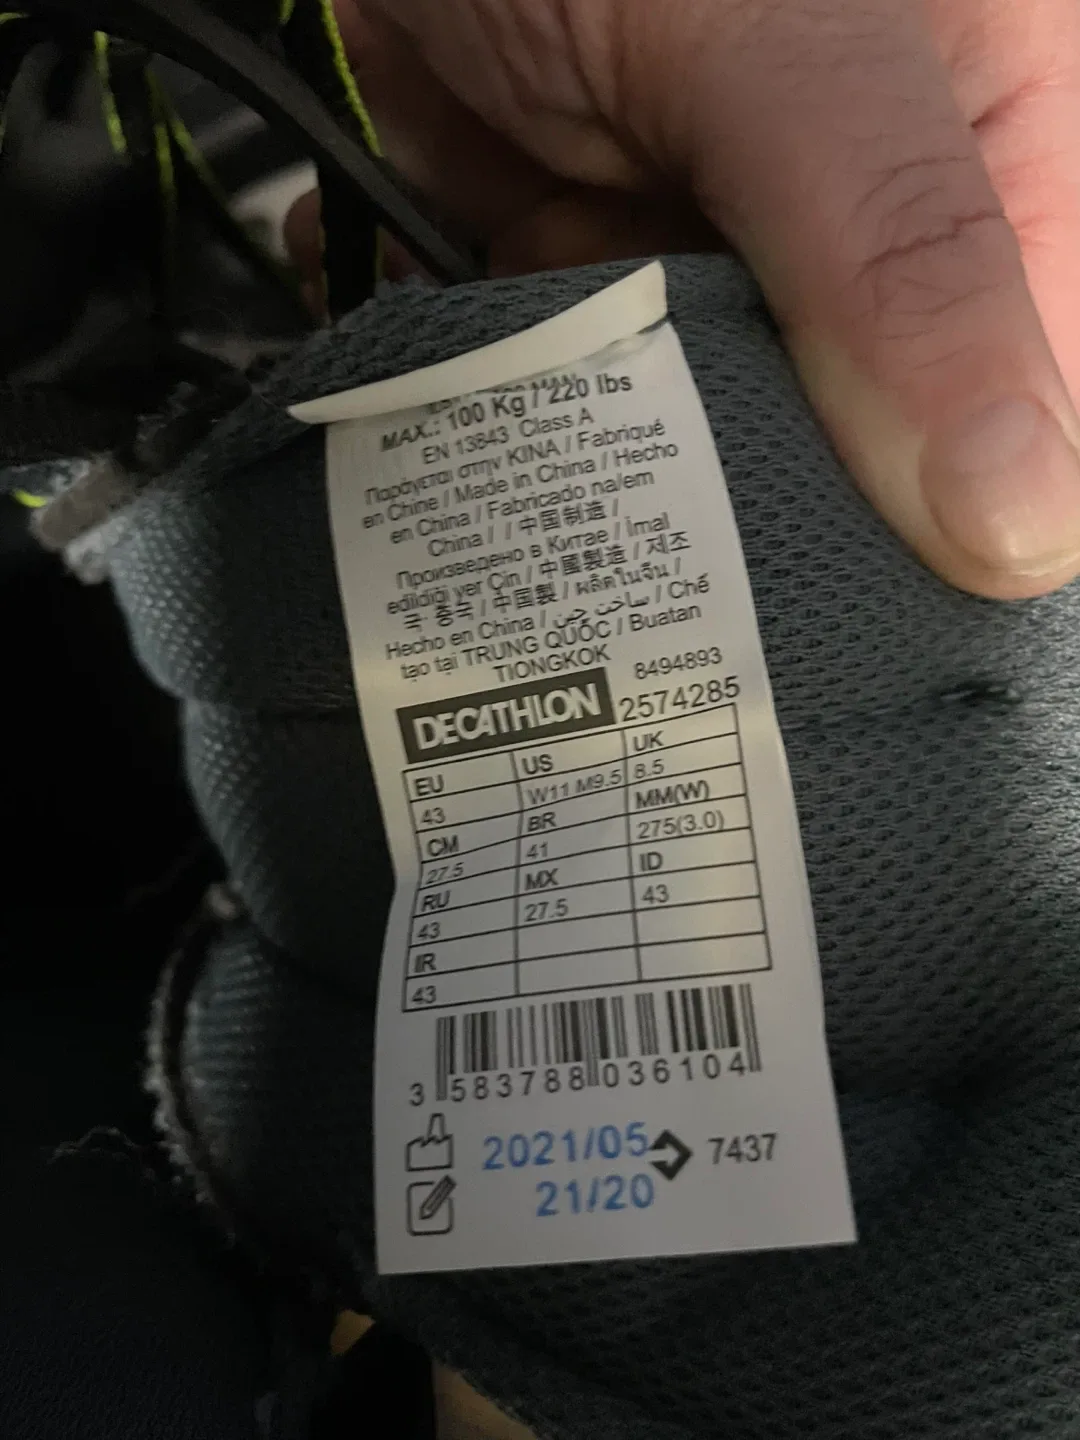 MAX.: 100 Kg / 220 lbs
EN 13843 Class A
Παράγεται στην KINA / Fabriqué
en Chine / Made in China / Hecho
en China / Fabricado na/em
China / / 中国制造 /
Произведено в Китае / İmal
edildiği yer Çin / 中國製造 / 제조
국: 중국 / 中国製 / ผลิตในจีน /
Hecho en China / ساخت چین / Chế
tạo tại TRUNG QUỐC / Buatan
TIONGKOK 8494893
DECATHLON 2574285
EU US UK
43 W11 M9.5 8.5
CM BR MM(W)
27.5 41 275(3.0)
RU MX ID
43 27.5 43
IR
43
3 583788 036104
2021/05 7437
21/20